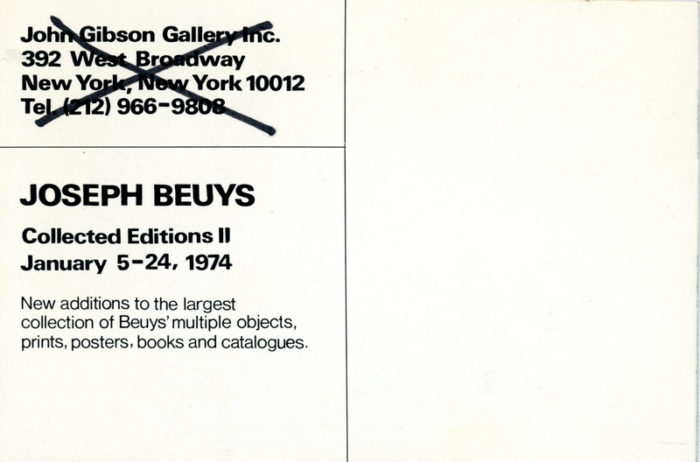 John Gibson Gallery Inc.
392 West Broadway
New York, New York 10012
Tel. (212) 966-9808
JOSEPH BEUYS
Collected Editions II
January 5-24, 1974
New additions to the largest
collection of Beuys' multiple objects,
prints, posters, books and catalogues.